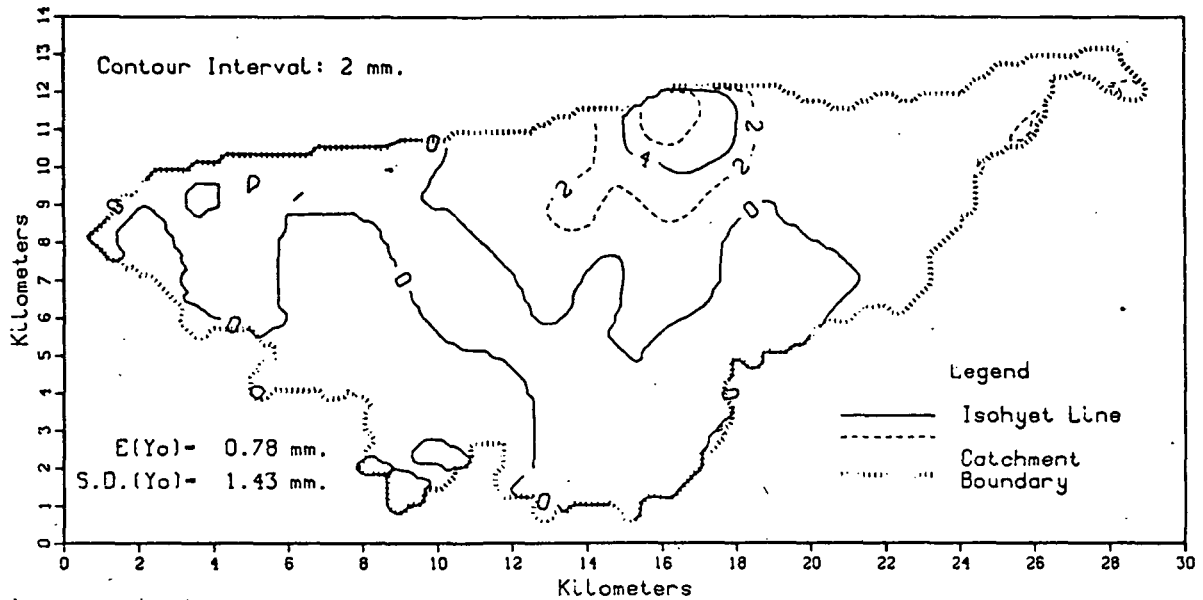 Contour Interval: 2 mm.
14
13
12
11
10
9
8
7
6
5
4
3
2
1
0
Kilometers
0
0
0
0
0
0
0
2
2
2
4
E(Yo)= 0.78 mm.
S.D.(Yo)= 1.43 mm.
Legend
Isohyet Line
Catchment
Boundary
0 2 4 6 8 10 12 14 16 18 20 22 24 26 28 30
Kilometers